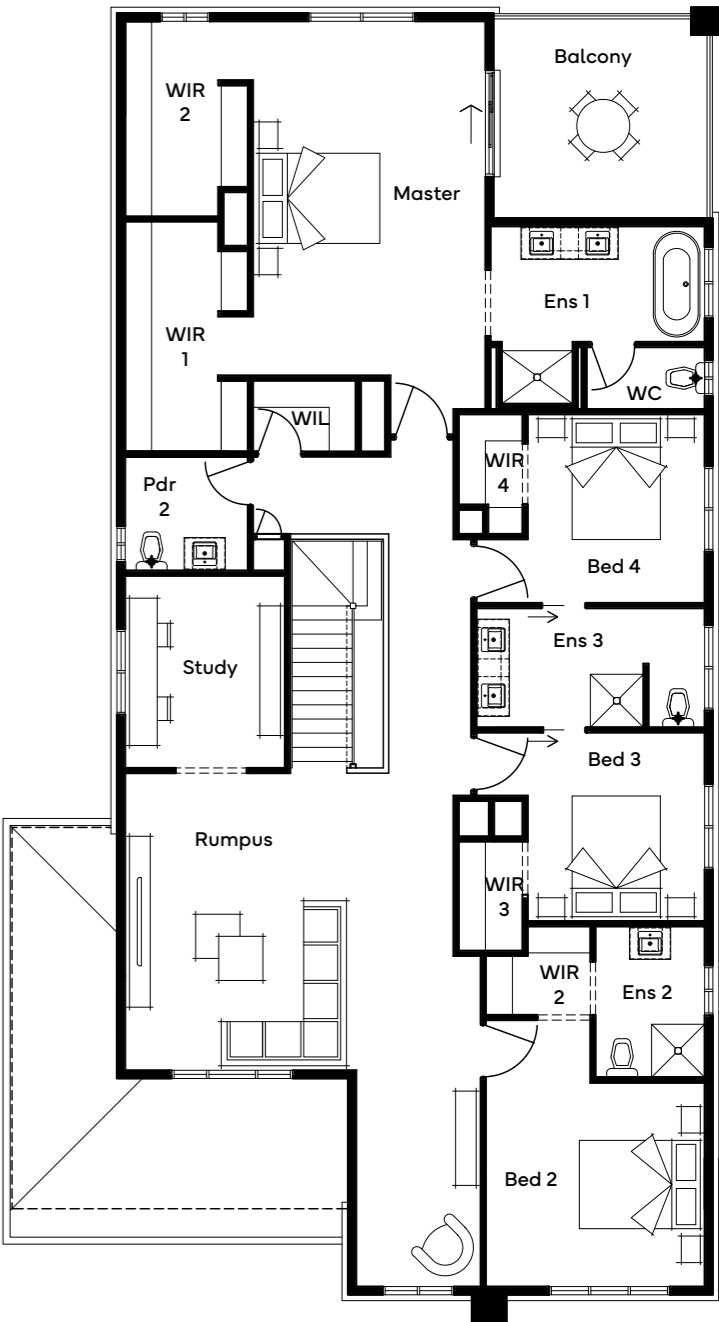 Balcony
WIR
2
Master
Ens 1
WIR
1
WC
WIL
WIR
4
Pdr
2
Bed 4
Ens 3
Study
Bed 3
Rumpus
WIR
3
WIR
2
Ens 2
Bed 2